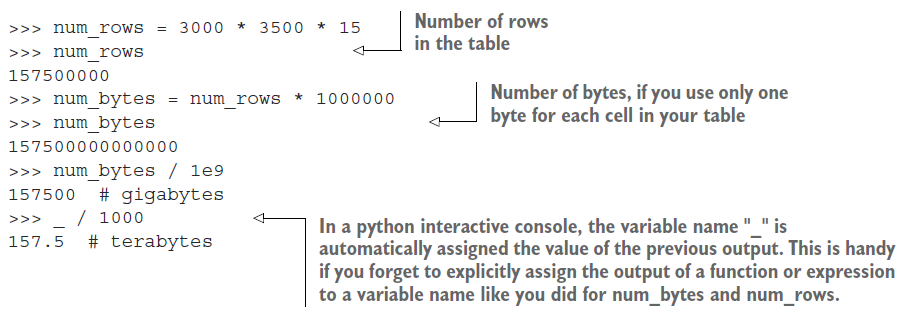 >>> num_rows = 3000 * 3500 * 15
Number of rows
in the table
>>> num_rows
157500000
>>> num_bytes = num_rows * 1000000
Number of bytes, if you use only one
byte for each cell in your table
>>> num_bytes
157500000000000
>>> num_bytes / 1e9
157500  # gigabytes
>>> _ / 1000
157.5  # terabytes
In a python interactive console, the variable name "_" is
automatically assigned the value of the previous output. This is handy
if you forget to explicitly assign the output of a function or expression
to a variable name like you did for num_bytes and num_rows.